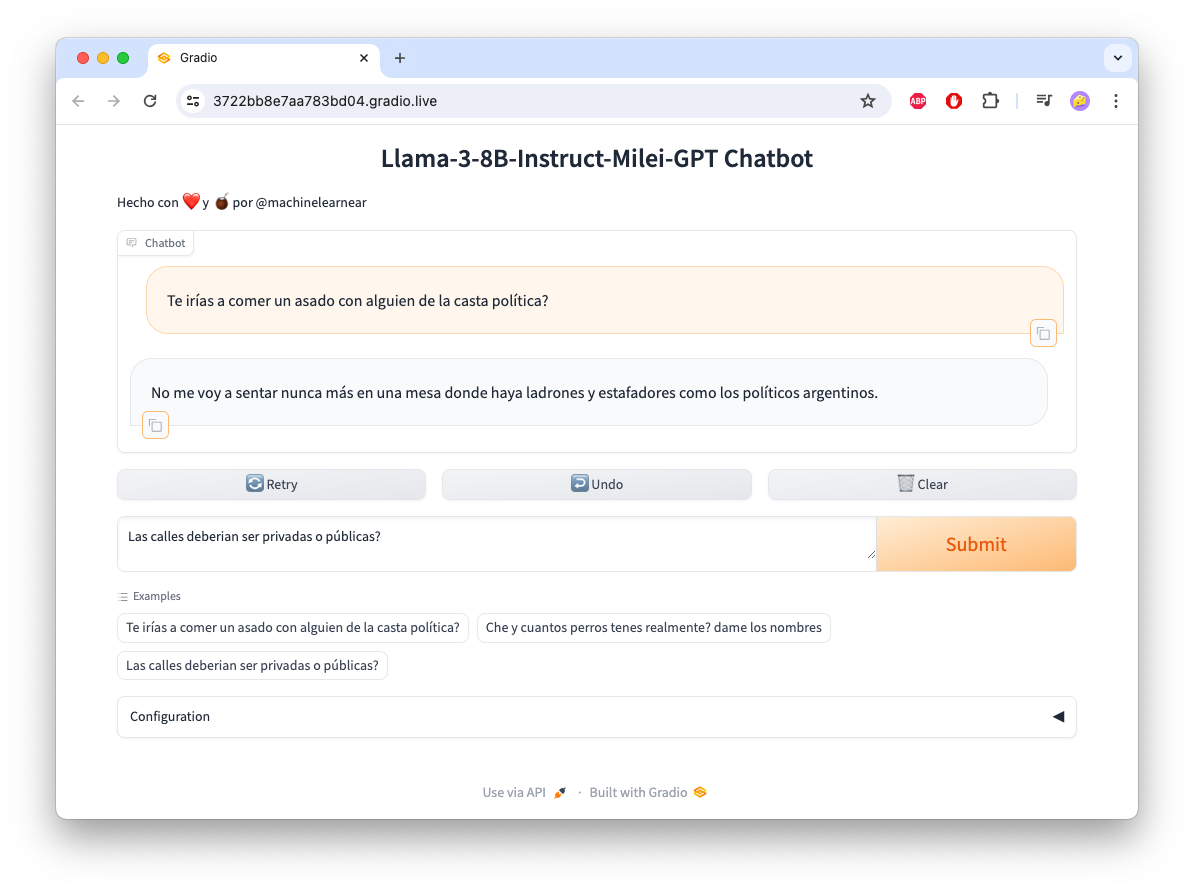 Gradio
3722bb8e7aa783bd04.gradio.live
ABP
Llama-3-8B-Instruct-Milei-GPT Chatbot
Hecho con ❤️ y 🧉 por @machinelearnear
Chatbot
Te irías a comer un asado con alguien de la casta política?
No me voy a sentar nunca más en una mesa donde haya ladrones y estafadores como los políticos argentinos.
Retry
Undo
Clear
Las calles deberian ser privadas o públicas?
Submit
Examples
Te irías a comer un asado con alguien de la casta política?
Che y cuantos perros tenes realmente? dame los nombres
Las calles deberian ser privadas o públicas?
Configuration
Use via API 🚀 · Built with Gradio